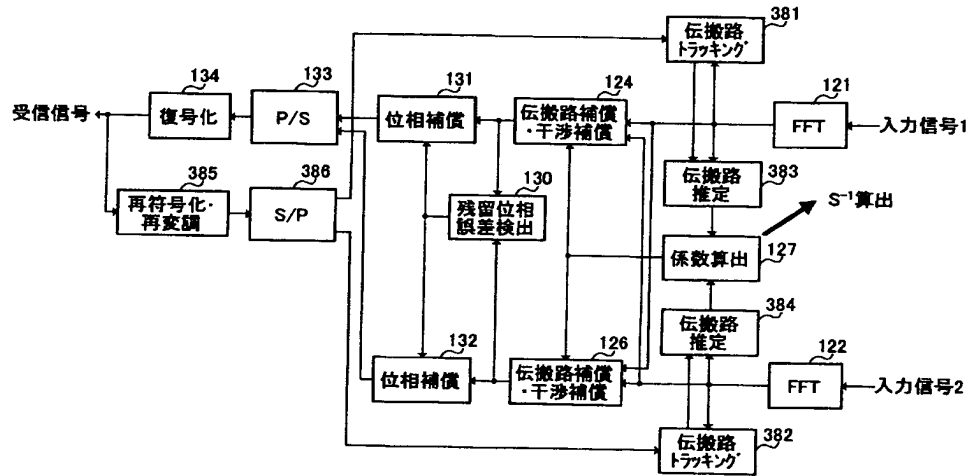 381
伝搬路
トラッキング
134
133
131
124
121
受信信号
復号化
P/S
位相補償
伝搬路補償
・干渉補償
FFT
入力信号1
385
386
130
383
再符号化・
再変調
S/P
残留位相
誤差検出
伝搬路
推定
S⁻¹算出
係数算出
127
384
伝搬路
推定
132
126
122
位相補償
伝搬路補償
・干渉補償
FFT
入力信号2
伝搬路
トラッキング
382